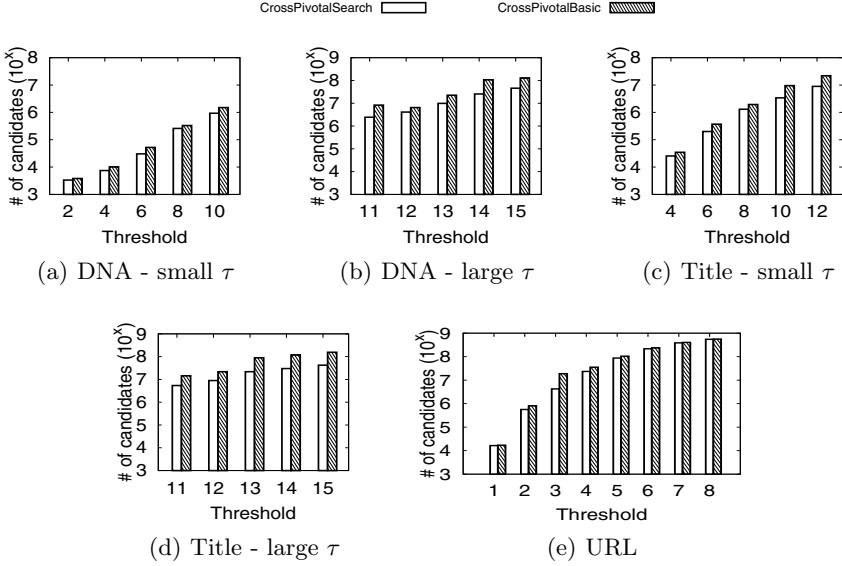 CrossPivotalSearch CrossPivotalBasic
# of candidates (10^x)
8
7
6
5
4
3
2 4 6 8 10
Threshold
(a) DNA - small τ
# of candidates (10^x)
9
8
7
6
5
4
3
11 12 13 14 15
Threshold
(b) DNA - large τ
# of candidates (10^x)
8
7
6
5
4
3
4 6 8 10 12
Threshold
(c) Title - small τ
# of candidates (10^x)
9
8
7
6
5
4
3
11 12 13 14 15
Threshold
(d) Title - large τ
# of candidates (10^x)
9
8
7
6
5
4
3
1 2 3 4 5 6 7 8
Threshold
(e) URL